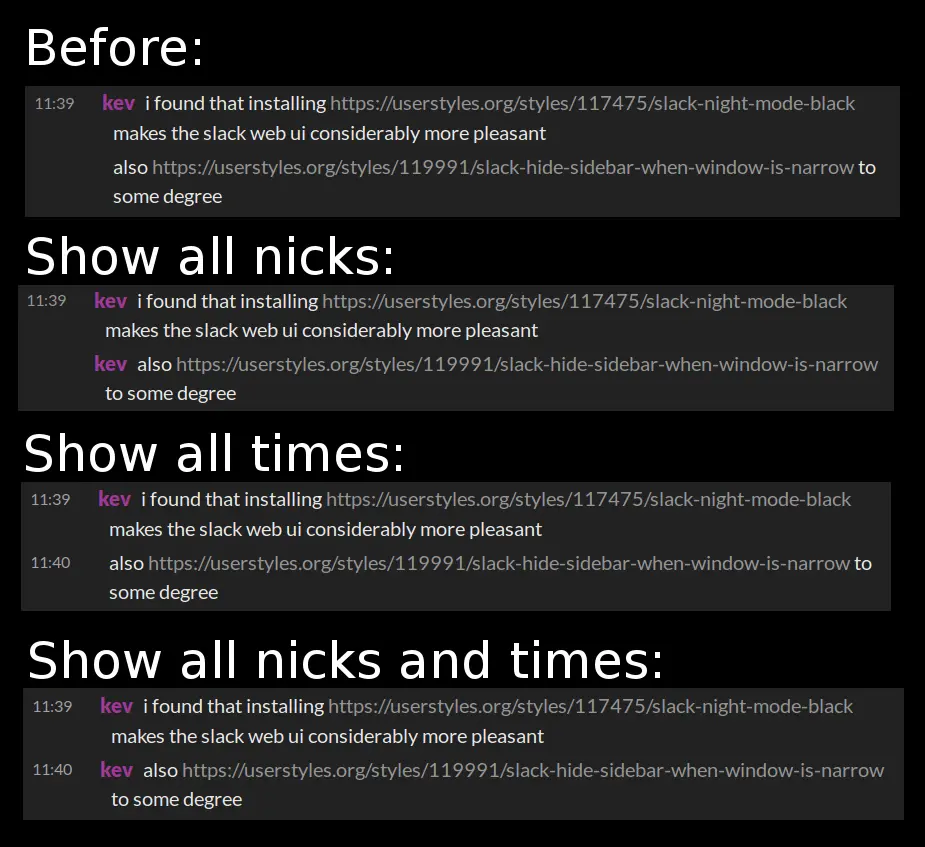 Before:
11:39 kev i found that installing https://userstyles.org/styles/117475/slack-night-mode-black
makes the slack web ui considerably more pleasant
also https://userstyles.org/styles/119991/slack-hide-sidebar-when-window-is-narrow to
some degree
Show all nicks:
11:39 kev i found that installing https://userstyles.org/styles/117475/slack-night-mode-black
makes the slack web ui considerably more pleasant
kev also https://userstyles.org/styles/119991/slack-hide-sidebar-when-window-is-narrow
to some degree
Show all times:
11:39 kev i found that installing https://userstyles.org/styles/117475/slack-night-mode-black
makes the slack web ui considerably more pleasant
11:40 also https://userstyles.org/styles/119991/slack-hide-sidebar-when-window-is-narrow to
some degree
Show all nicks and times:
11:39 kev i found that installing https://userstyles.org/styles/117475/slack-night-mode-black
makes the slack web ui considerably more pleasant
11:40 kev also https://userstyles.org/styles/119991/slack-hide-sidebar-when-window-is-narrow
to some degree